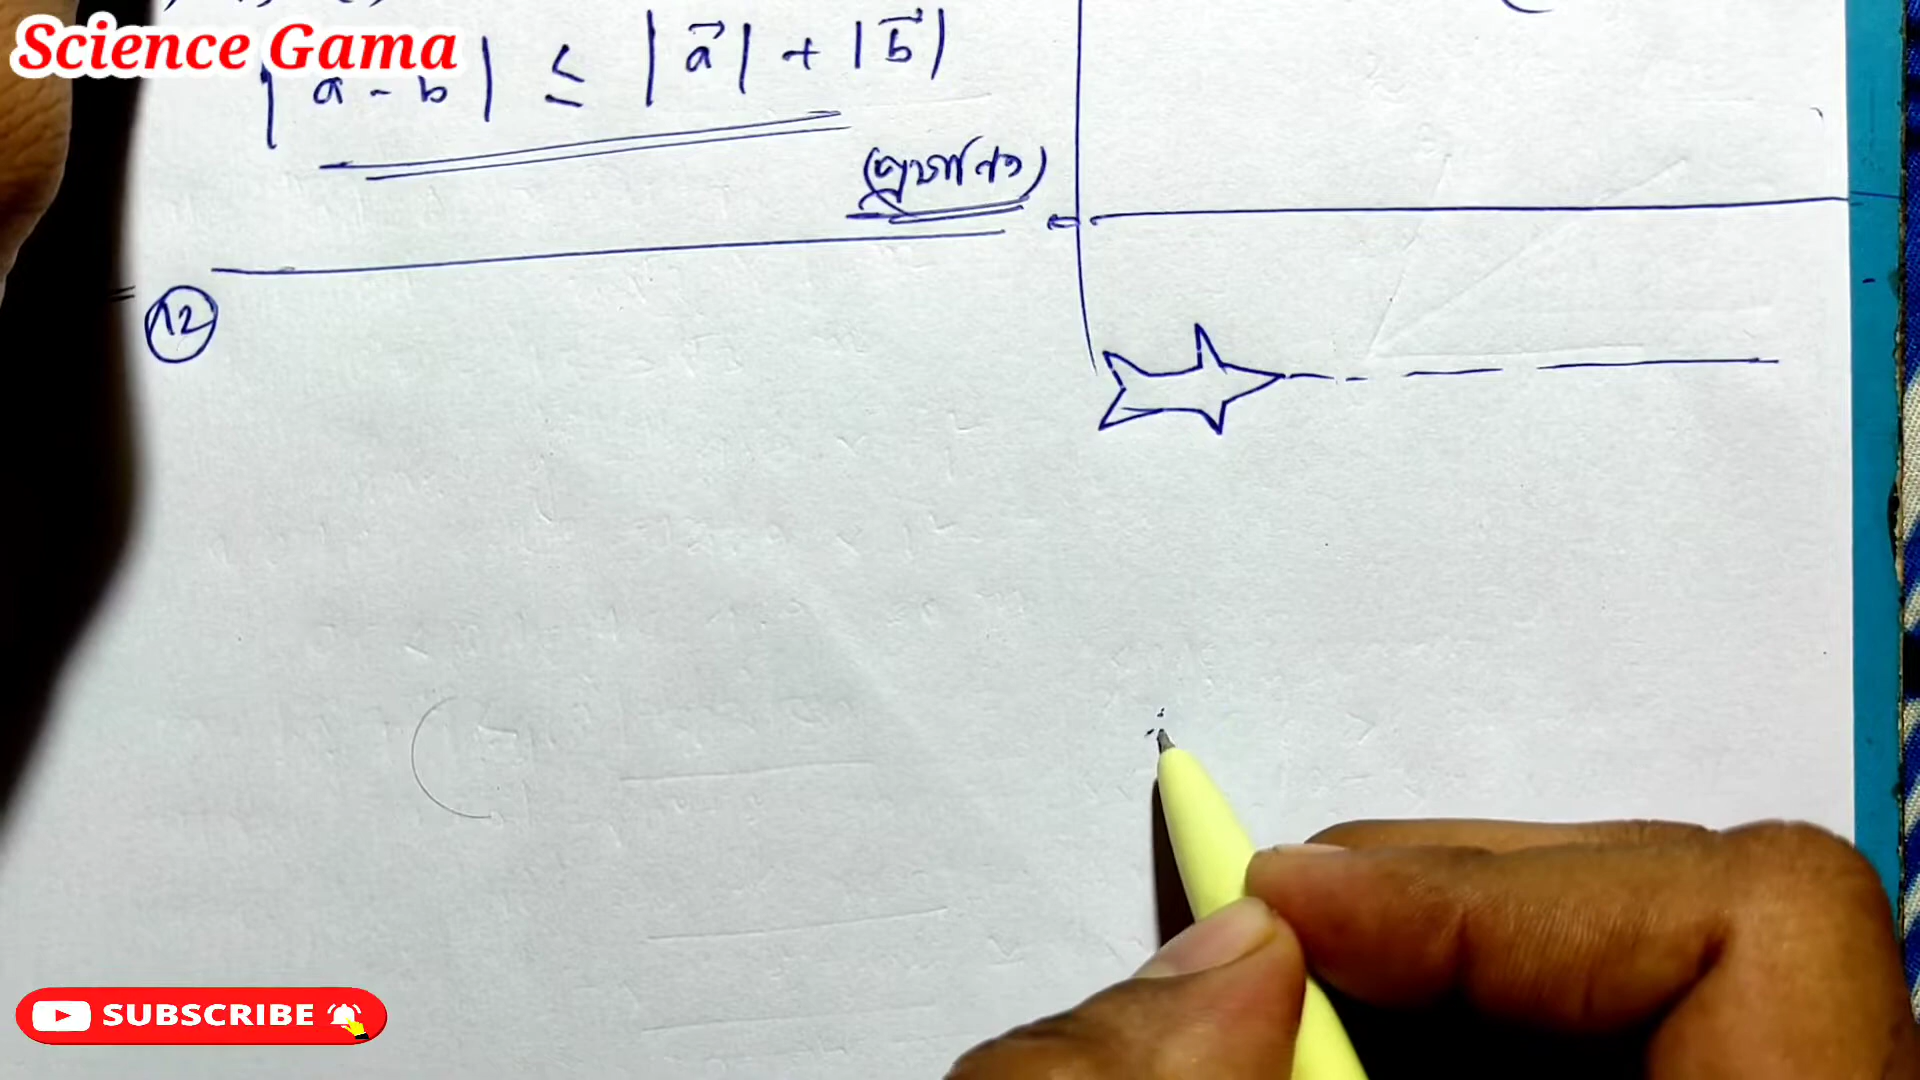 Science Gama
| a - b | ≤ | a⃗ | + | b⃗ |
(প্রমাণিত)
12
SUBSCRIBE